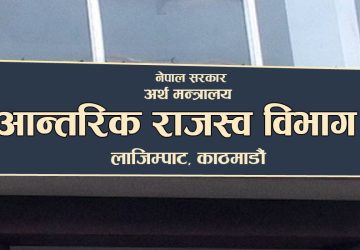 नेपाल सरकार
अर्थ मन्त्रालय
आन्तरिक राजस्व विभाग
लाजिम्पाट, काठमाडौं